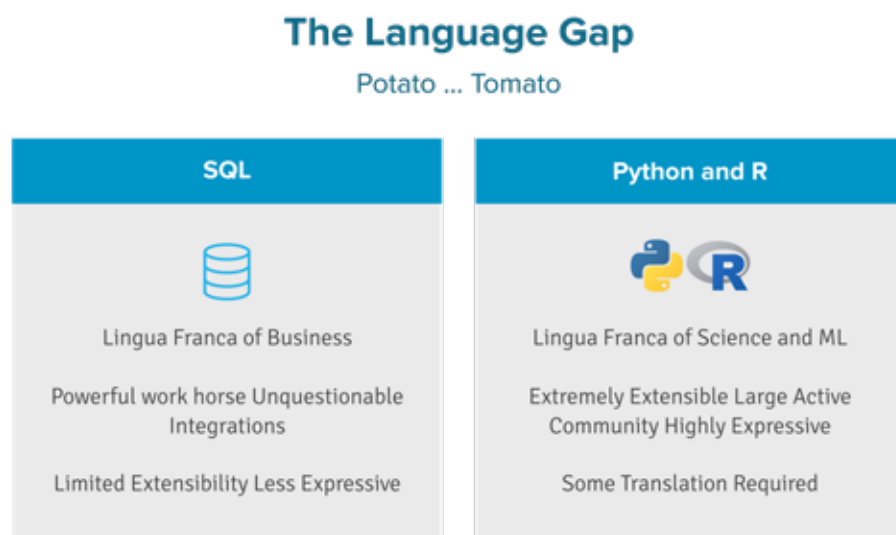 The Language Gap
Potato ... Tomato
SQL
Lingua Franca of Business
Powerful work horse Unquestionable
Integrations
Limited Extensibility Less Expressive
Python and R
R
Lingua Franca of Science and ML
Extremely Extensible Large Active
Community Highly Expressive
Some Translation Required